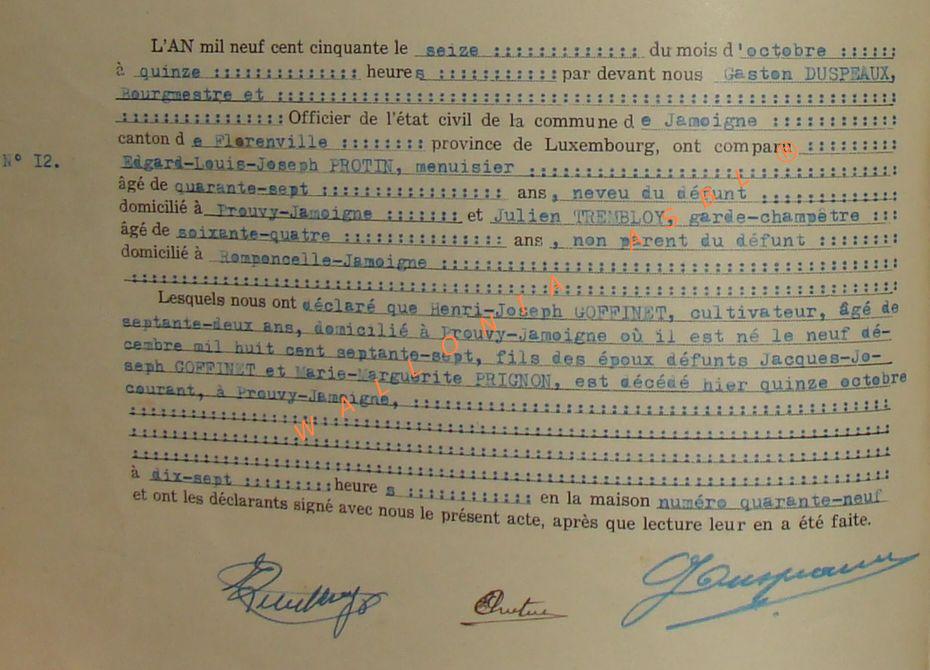 L'AN mil neuf cent cinquante le seize :::::::::::::: du mois d'octobre ::::::
à quinze :::::::::::::: heures ::::::::::: par devant nous Gaston DUSPEAUX,
Bourgmestre et ::::::::::::::::::::::::::::::::::::::::::::::::::::::::::
:::::::::::::::: Officier de l'état civil de la commune de Jamoigne ::::::::::::
canton de Florenville ::::::::: province de Luxembourg, ont comparu :::::::::
N° I2.
Edgard-Louis-Joseph PROTIN, menuisier ::::::::::::::::::::::::::::::::::::
âgé de quarante-sept :::::::::::::::::: ans, neveu du défunt :::::::::::::
domicilié à Prouvy-Jamoigne ::::::: et Julien TREMBLOY, garde-champêtre :::
âgé de soixante-quatre :::::::::::::::: ans, non parent du défunt ::::::::
domicilié à Romponcelle-Jamoigne :::::::::::::::::::::::::::::::::::::::::::
::::::::::::::::::::::::::::::::::::::::::::::::::::::::::::::::::::::::::
Lesquels nous ont déclaré que Henri-Joseph GOFFINET, cultivateur, âgé de
septante-deux ans, domicilié à Prouvy-Jamoigne où il est né le neuf dé-
cembre mil huit cent septante-sept, fils des époux défunts Jacques-Jo-
seph GOFFINET et Marie-Marguerite PRIGNON, est décédé hier quinze octobre
courant, à Prouvy-Jamoigne, ::::::::::::::::::::::::::::::::::::::::::::::
::::::::::::::::::::::::::::::::::::::::::::::::::::::::::::::::::::::::::
::::::::::::::::::::::::::::::::::::::::::::::::::::::::::::::::::::::::::
::::::::::::::::::::::::::::::::::::::::::::::::::::::::::::::::::::::::::
à dix-sept ::::::::: heures :::::::::::: en la maison numéro quarante-neuf
et ont les déclarants signé avec nous le présent acte, après que lecture leur en a été faite.
WALLONIA ASBL ®